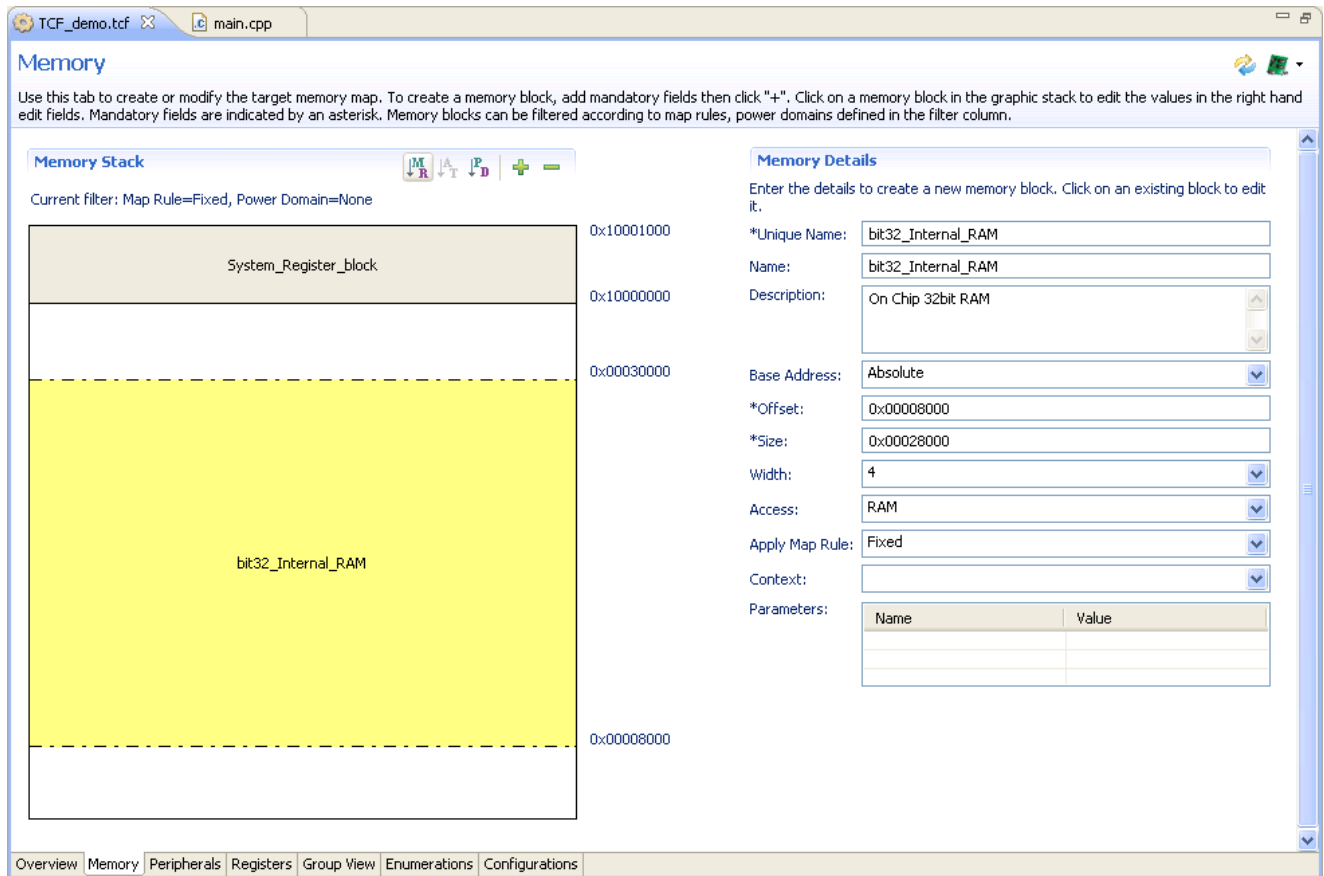 TCF_demo.tcf
main.cpp
Memory
Use this tab to create or modify the target memory map. To create a memory block, add mandatory fields then click "+". Click on a memory block in the graphic stack to edit the values in the right hand
edit fields. Mandatory fields are indicated by an asterisk. Memory blocks can be filtered according to map rules, power domains defined in the filter column.
Memory Stack
Current filter: Map Rule=Fixed, Power Domain=None
0x10001000
System_Register_block
0x10000000
0x00030000
bit32_Internal_RAM
0x00008000
Memory Details
Enter the details to create a new memory block. Click on an existing block to edit
it.
*Unique Name: bit32_Internal_RAM
Name: bit32_Internal_RAM
Description: On Chip 32bit RAM
Base Address: Absolute
*Offset: 0x00008000
*Size: 0x00028000
Width: 4
Access: RAM
Apply Map Rule: Fixed
Context:
Parameters:
Name Value
Overview Memory Peripherals Registers Group View Enumerations Configurations